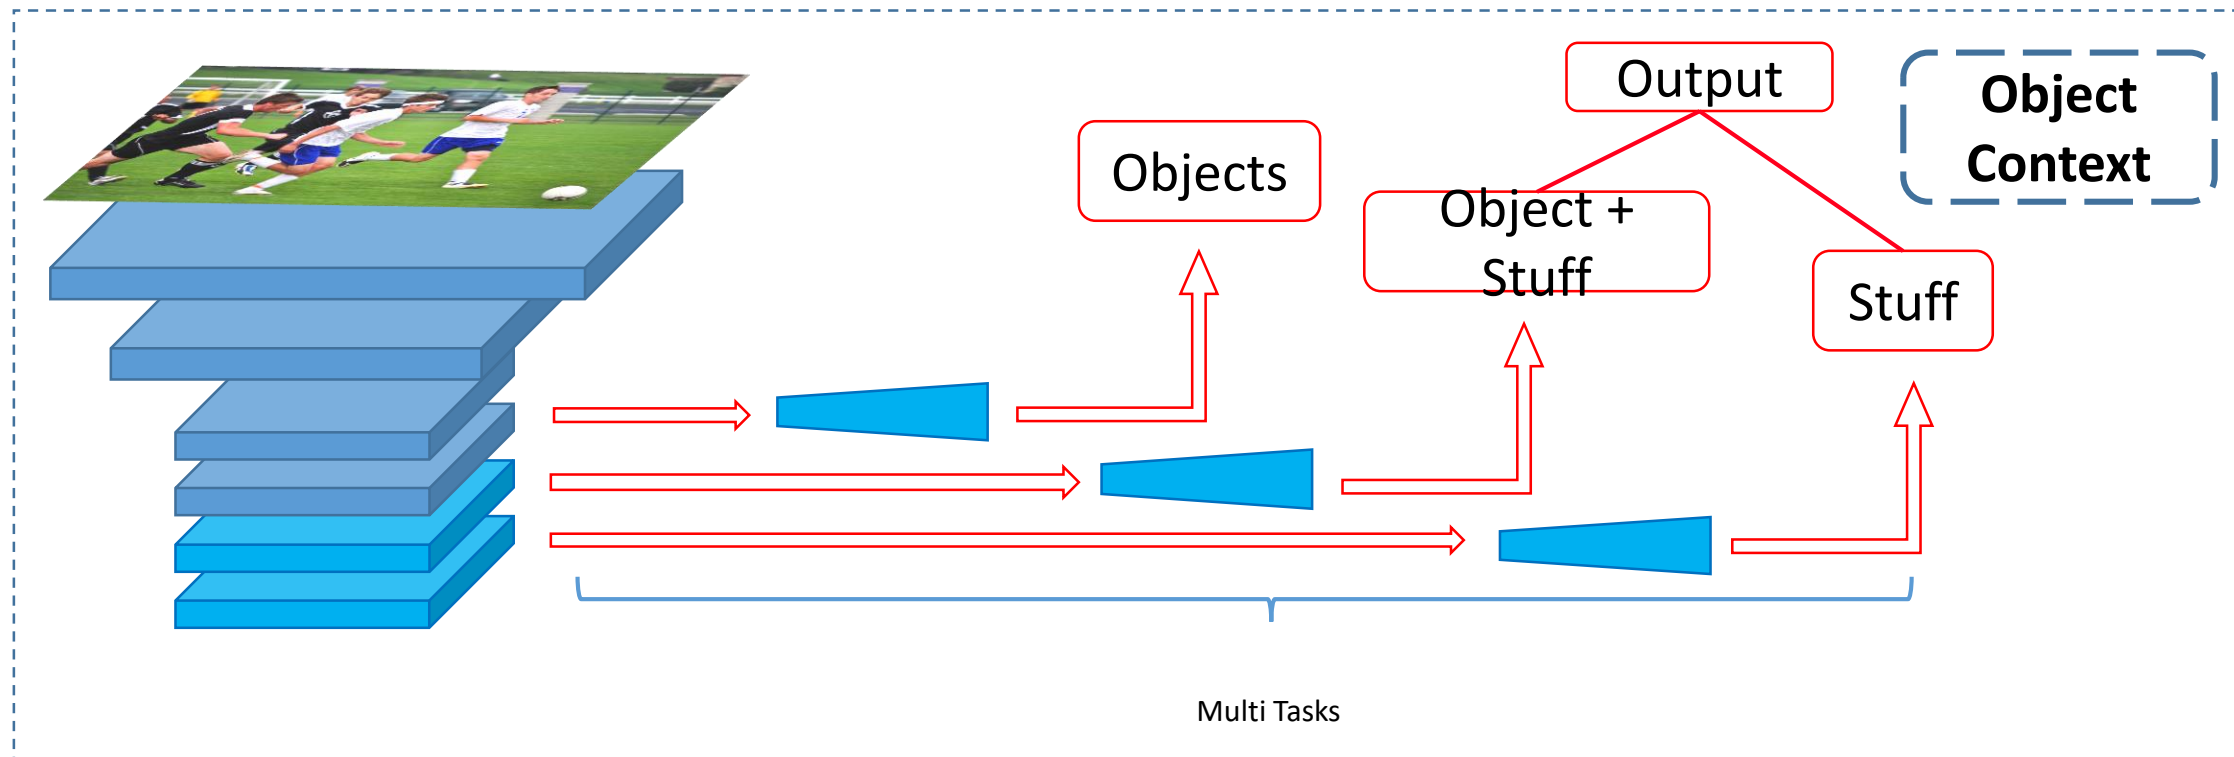 Output
Object
Context
Objects
Object +
Stuff
Stuff
Multi Tasks